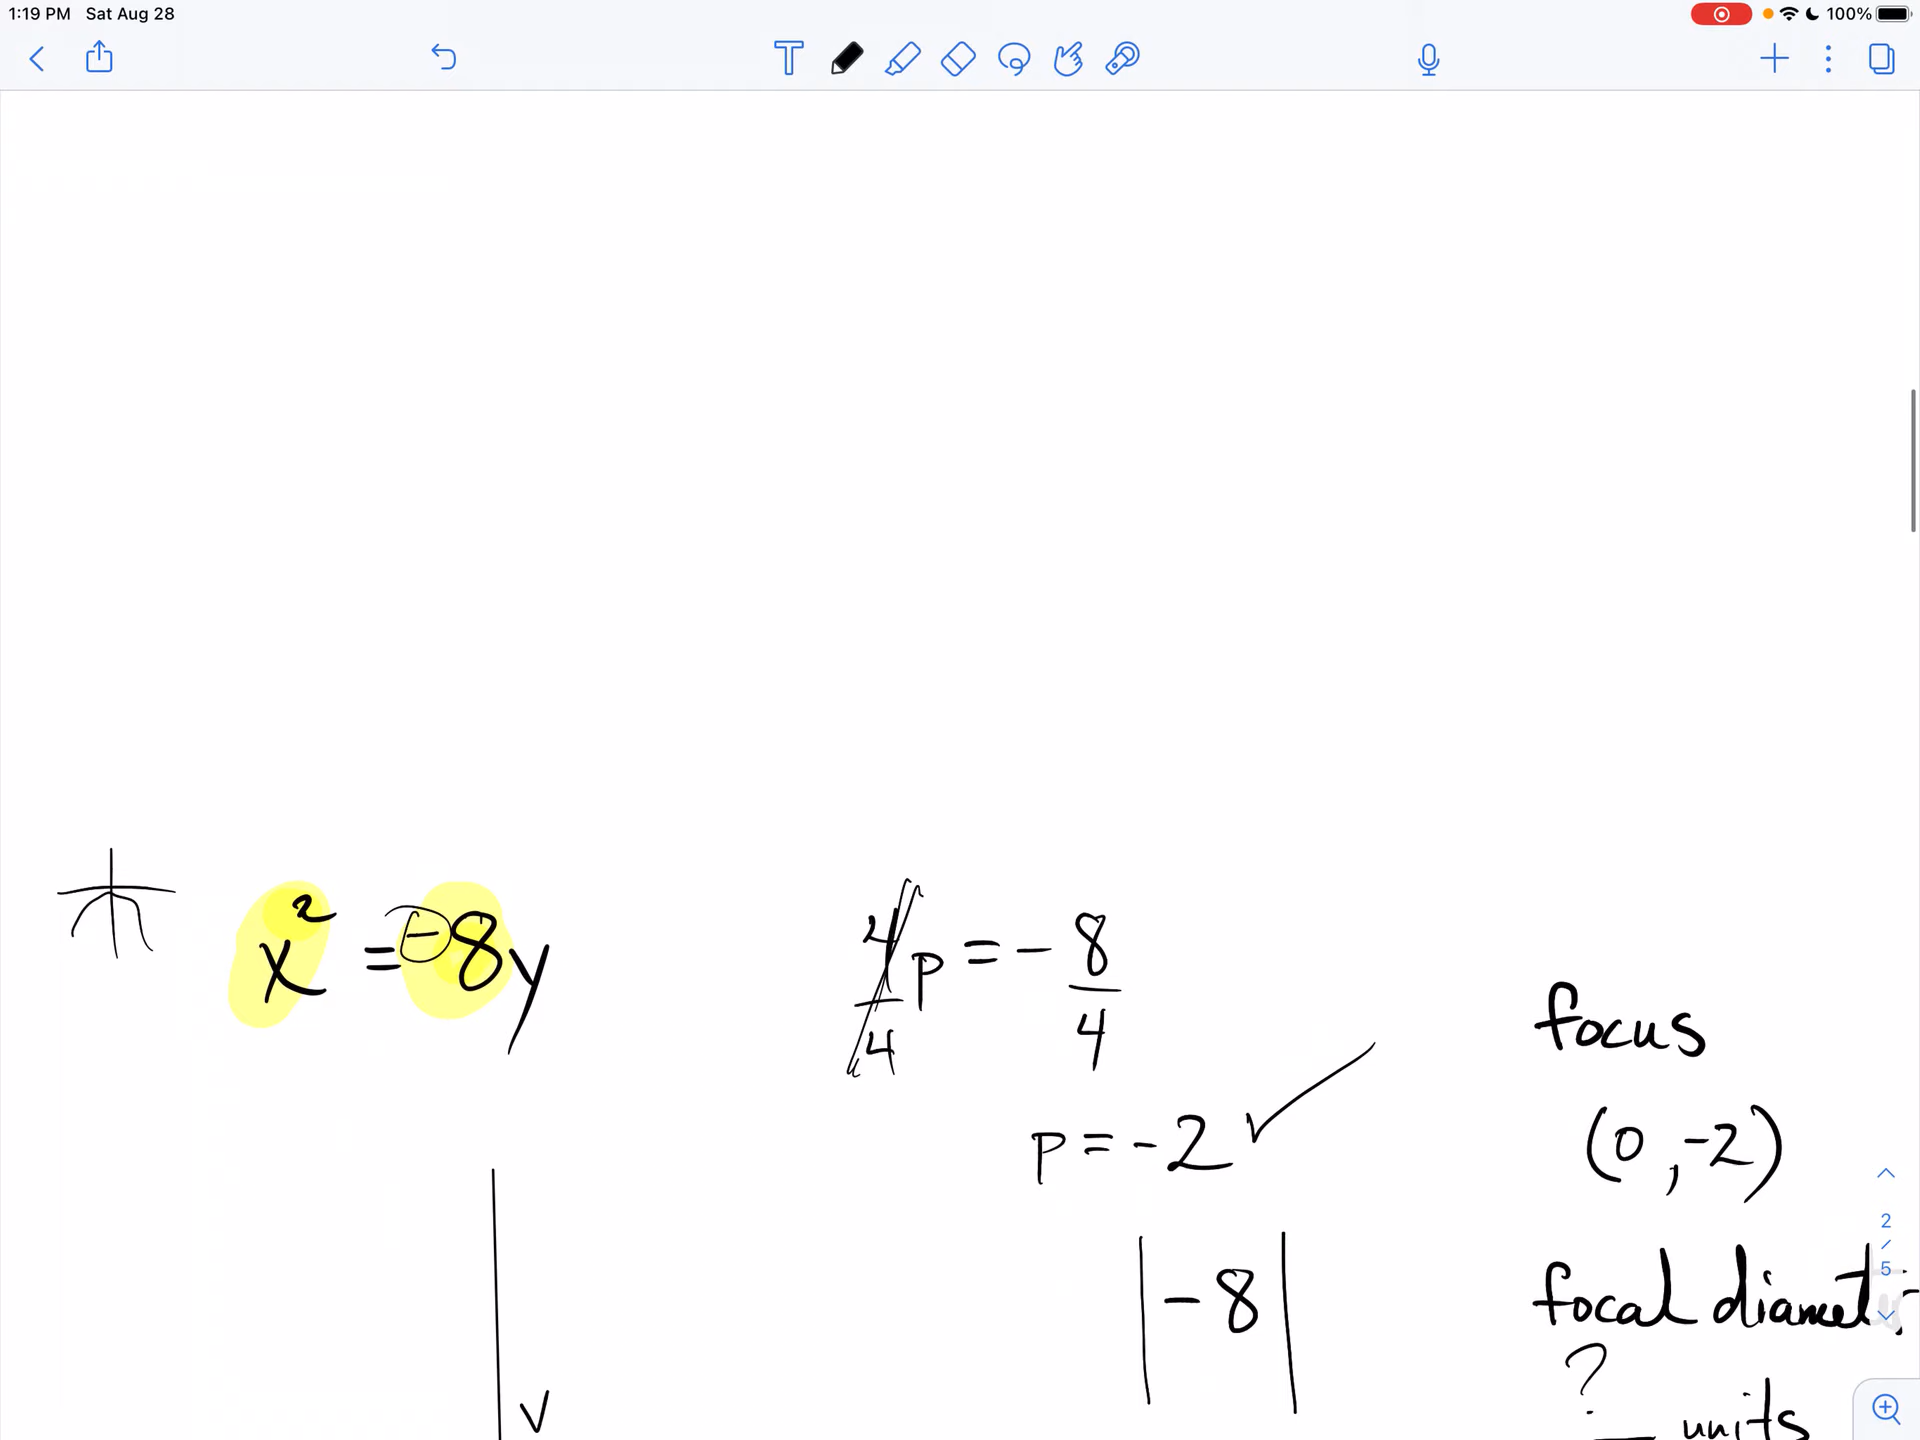 1:19 PM Sat Aug 28
100%
x² = -8y
4p = -8
4 4
p = -2 ✓
|-8|
V
focus
(0, -2)
focal diameter
?
units
2
/
5